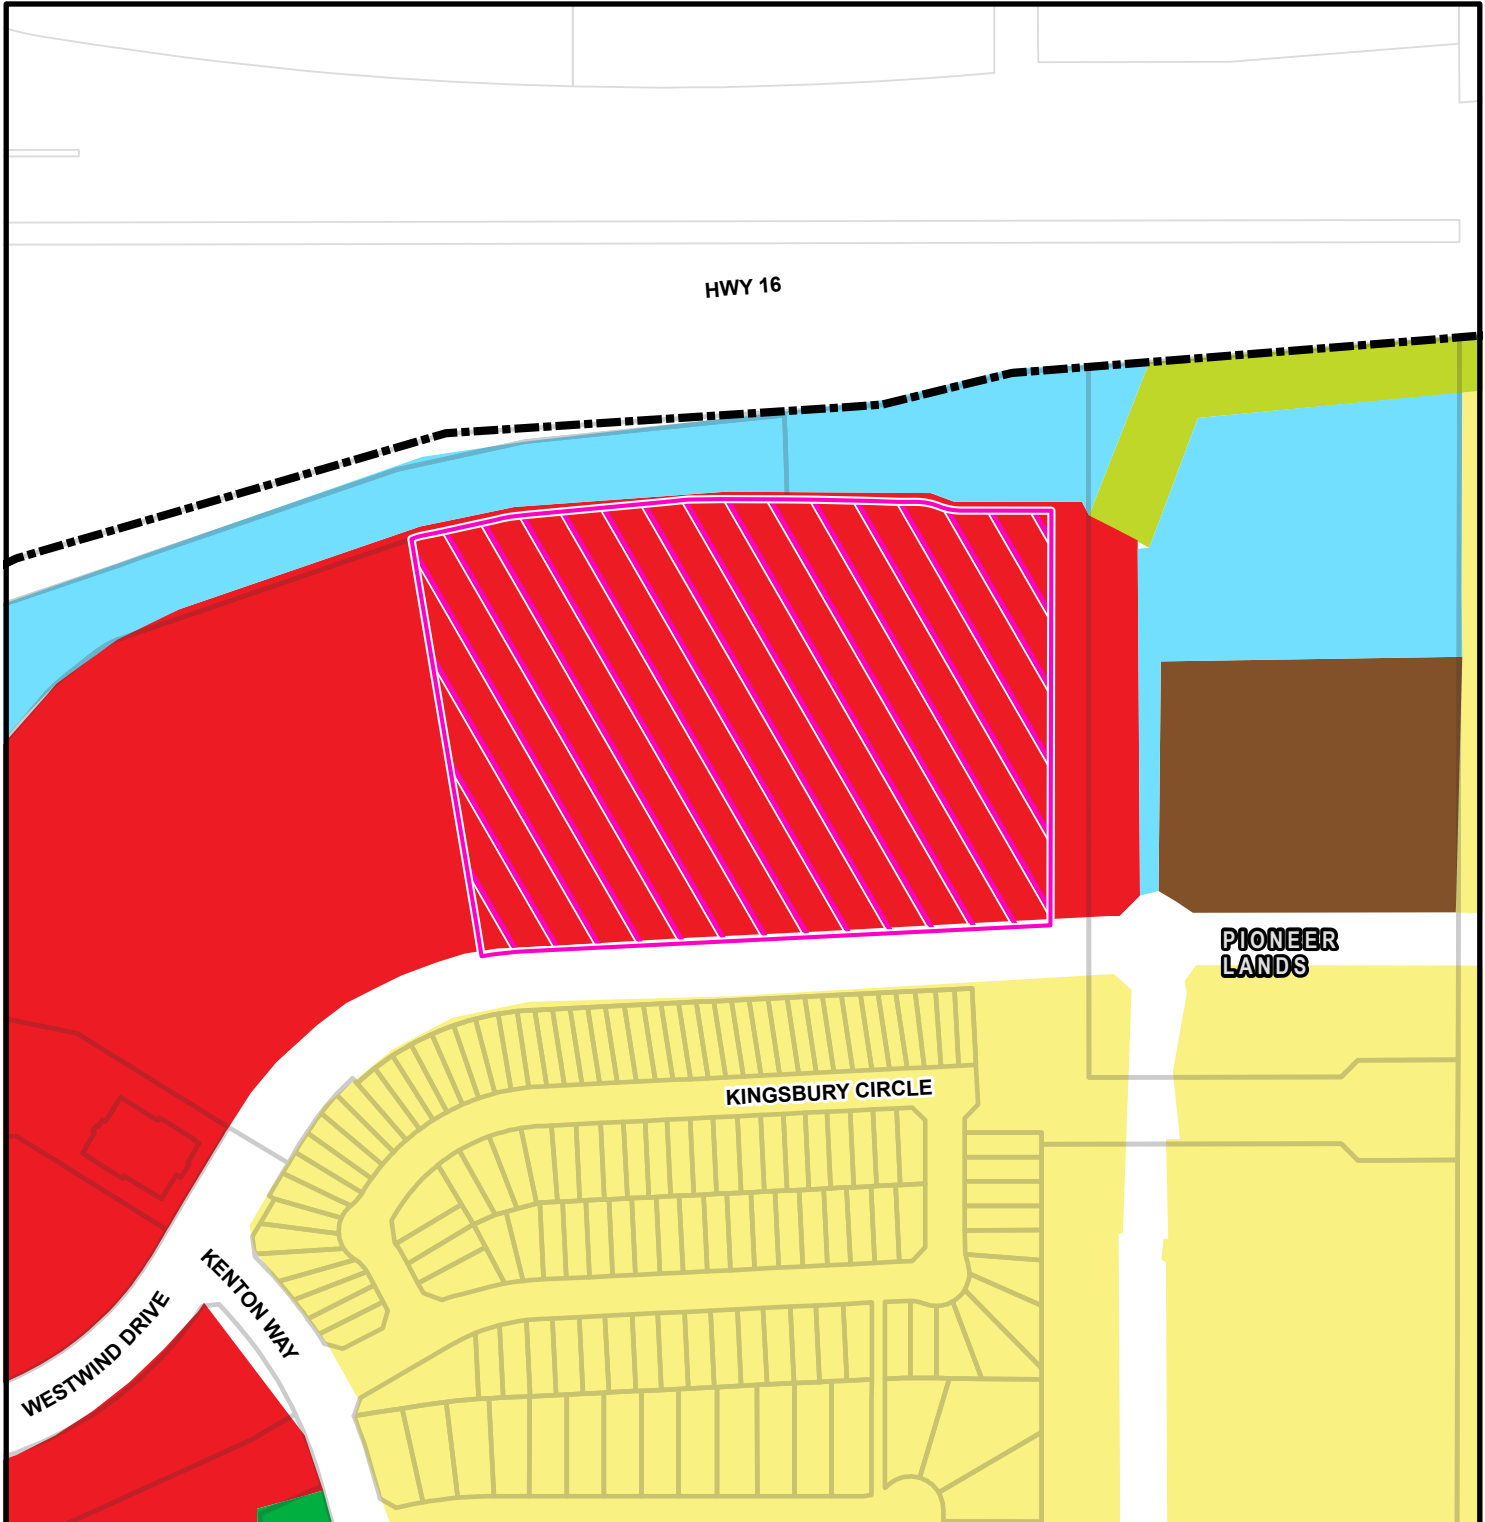 HWY 16
PIONEER
LANDS
KINGSBURY CIRCLE
KENTON WAY
WESTWIND DRIVE